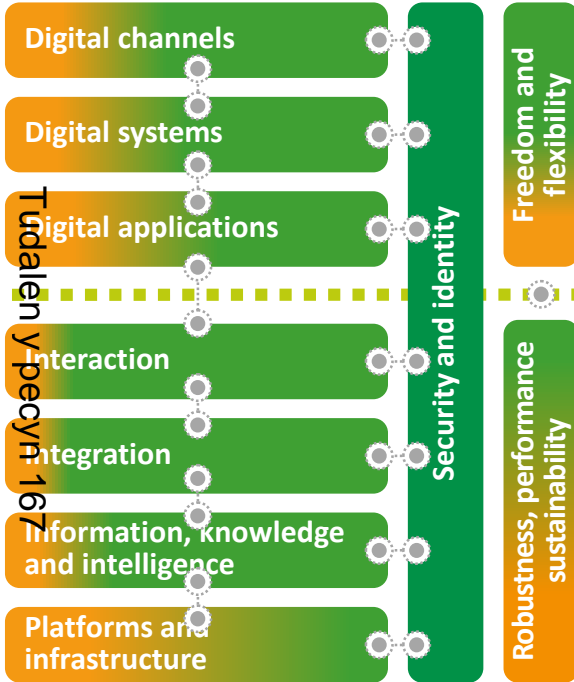 Digital channels
Digital systems
Digital applications
Interaction
Integration
Information, knowledge
and intelligence
Platforms and
infrastructure
Security and identity
Freedom and
flexibility
Robustness, performance
sustainability
Tudalen y pecyn 167